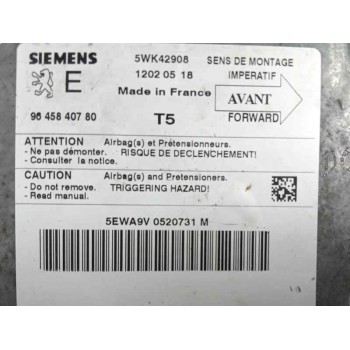 SIEMENS 5WK42908 SENS DE MONTAGE
E 1202 05 18 IMPERATIF
Made in France AVANT
96 458 407 80 T5 FORWARD
ATTENTION Airbag(s) et Prétensionneurs.
- Ne pas démonter. RISQUE DE DECLENCHEMENT!
- Consulter la notice.
CAUTION Airbag(s) and Pretensioners.
- Do not remove. TRIGGERING HAZARD!
- Read manual.
5EWA9V 0520731 M